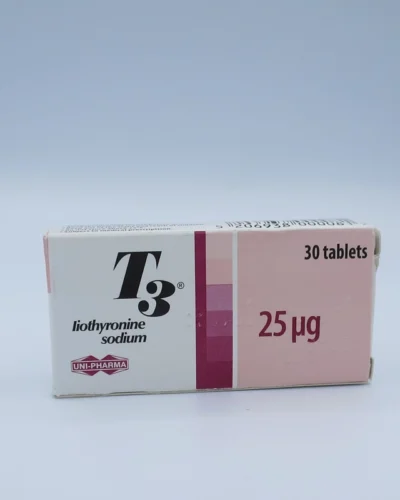 T3®
liothyronine
sodium
UNI-PHARMA
30 tablets
25 µg